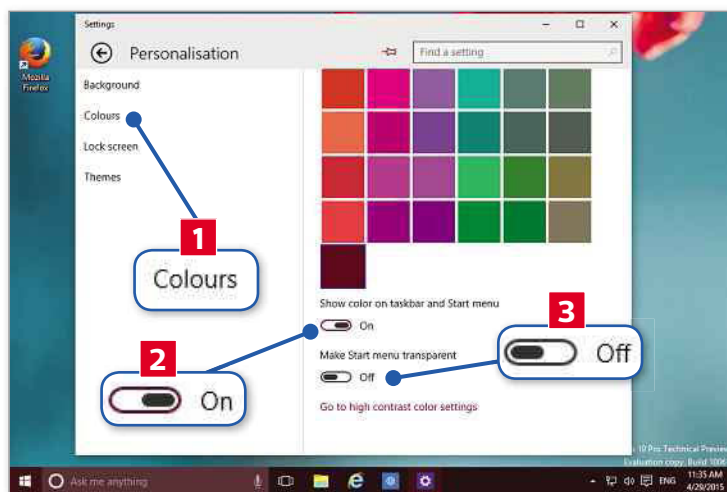 Settings
Personalisation
Find a setting
Mozilla
Firefox
Background
Colours
Lock screen
Themes
1
Colours
Show color on taskbar and Start menu
On
2
On
3
Off
Make Start menu transparent
Off
Go to high contrast color settings
10 Pro Technical Preview
Evaluation copy. Build
Ask me anything
ENG
11:35 AM
4/29/2015